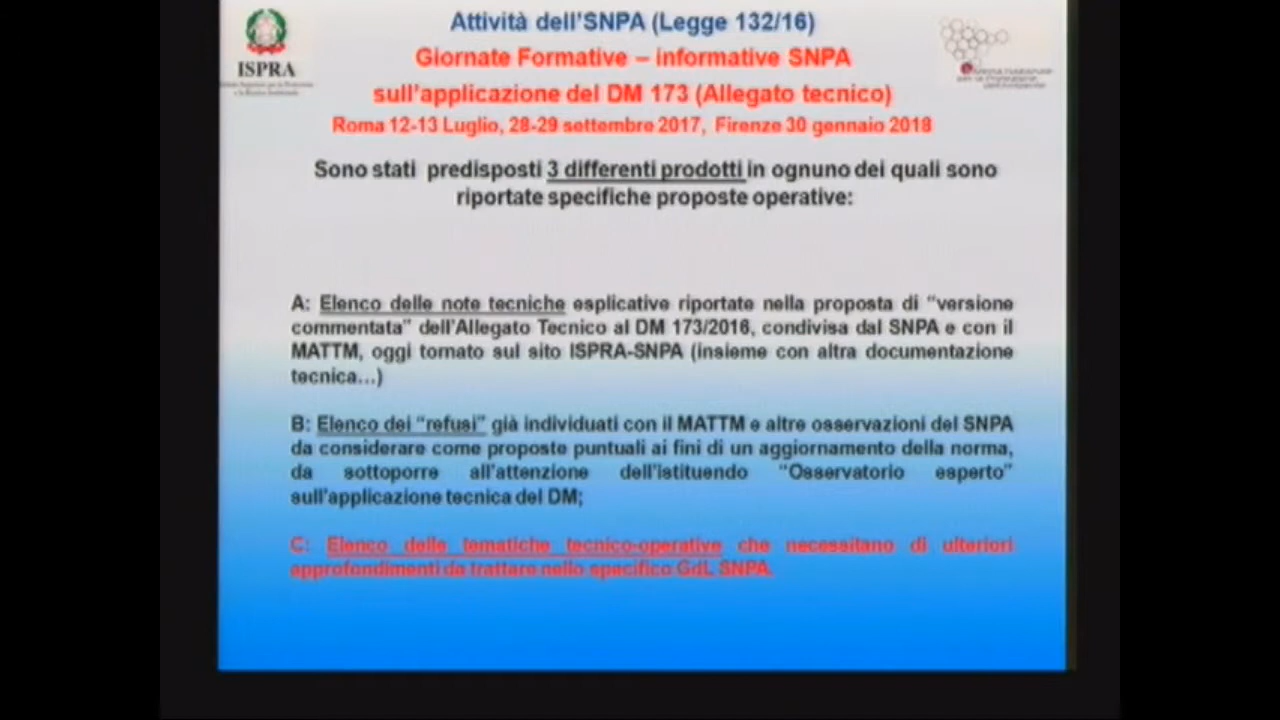 Attività dell'SNPA (Legge 132/16)
Giornate Formative – informative SNPA
sull'applicazione del DM 173 (Allegato tecnico)
Roma 12-13 Luglio, 28-29 settembre 2017, Firenze 30 gennaio 2018
ISPRA
Sono stati predisposti 3 differenti prodotti in ognuno dei quali sono
riportate specifiche proposte operative:
A: Elenco delle note tecniche esplicative riportate nella proposta di "versione
commentata" dell'Allegato Tecnico al DM 173/2016, condivisa dal SNPA e con il
MATTM, oggi tornato sul sito ISPRA-SNPA (insieme con altra documentazione
tecnica...)
B: Elenco dei "refusi" già individuati con il MATTM e altre osservazioni del SNPA
da considerare come proposte puntuali ai fini di un aggiornamento della norma,
da sottoporre all'attenzione dell'istituendo "Osservatorio esperto"
sull'applicazione tecnica del DM;
C: Elenco delle tematiche tecnico-operative che necessitano di ulteriori
approfondimenti da trattare nello specifico GdL SNPA.